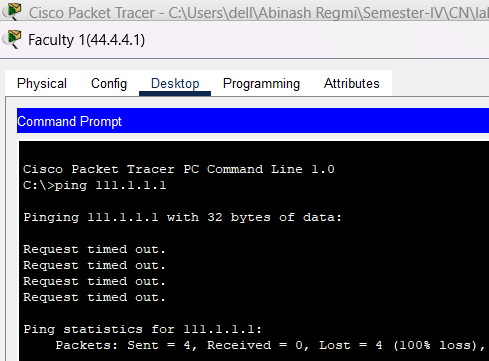 Cisco Packet Tracer - C:\Users\dell\Abinash Regmi\Semester-IV\CN\la
Faculty 1(44.4.4.1)
Physical Config Desktop Programming Attributes
Command Prompt
Cisco Packet Tracer PC Command Line 1.0
C:\>ping 111.1.1.1
Pinging 111.1.1.1 with 32 bytes of data:
Request timed out.
Request timed out.
Request timed out.
Request timed out.
Ping statistics for 111.1.1.1:
Packets: Sent = 4, Received = 0, Lost = 4 (100% loss),